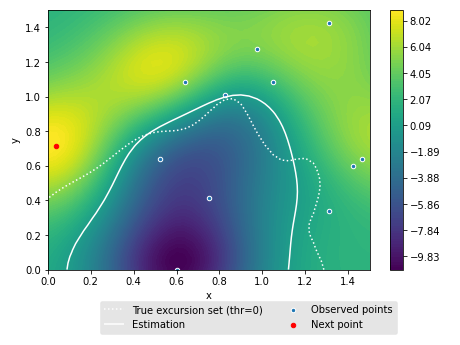 1.4
1.2
1.0
0.8
0.6
0.4
0.2
0.0
y
0.0 0.2 0.4 0.6 0.8 1.0 1.2 1.4
x
8.02
6.04
4.05
2.07
0.09
−1.89
−3.88
−5.86
−7.84
−9.83
True excursion set (thr=0)
Estimation
Observed points
Next point